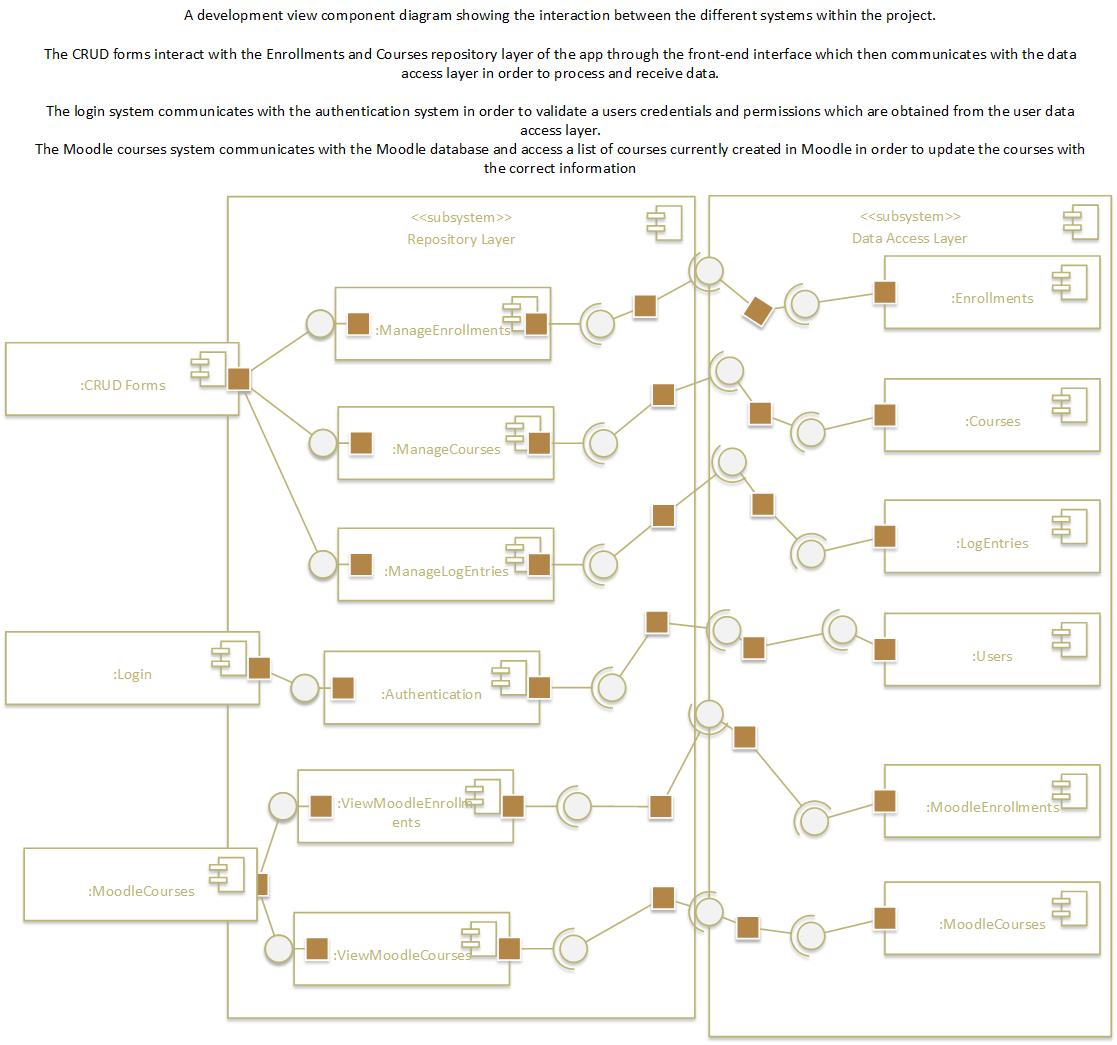 A development view component diagram showing the interaction between the different systems within the project.
The CRUD forms interact with the Enrollments and Courses repository layer of the app through the front-end interface which then communicates with the data
access layer in order to process and receive data.
The login system communicates with the authentication system in order to validate a users credentials and permissions which are obtained from the user data
access layer.
The Moodle courses system communicates with the Moodle database and access a list of courses currently created in Moodle in order to update the courses with
the correct information
<<subsystem>>
Repository Layer
<<subsystem>>
Data Access Layer
:ManageEnrollments
:Enrollments
:CRUD Forms
:ManageCourses
:Courses
:ManageLogEntries
:LogEntries
:Login
:Authentication
:Users
:ViewMoodleEnrollm
ents
:MoodleEnrollments
:MoodleCourses
:ViewMoodleCourses
:MoodleCourses